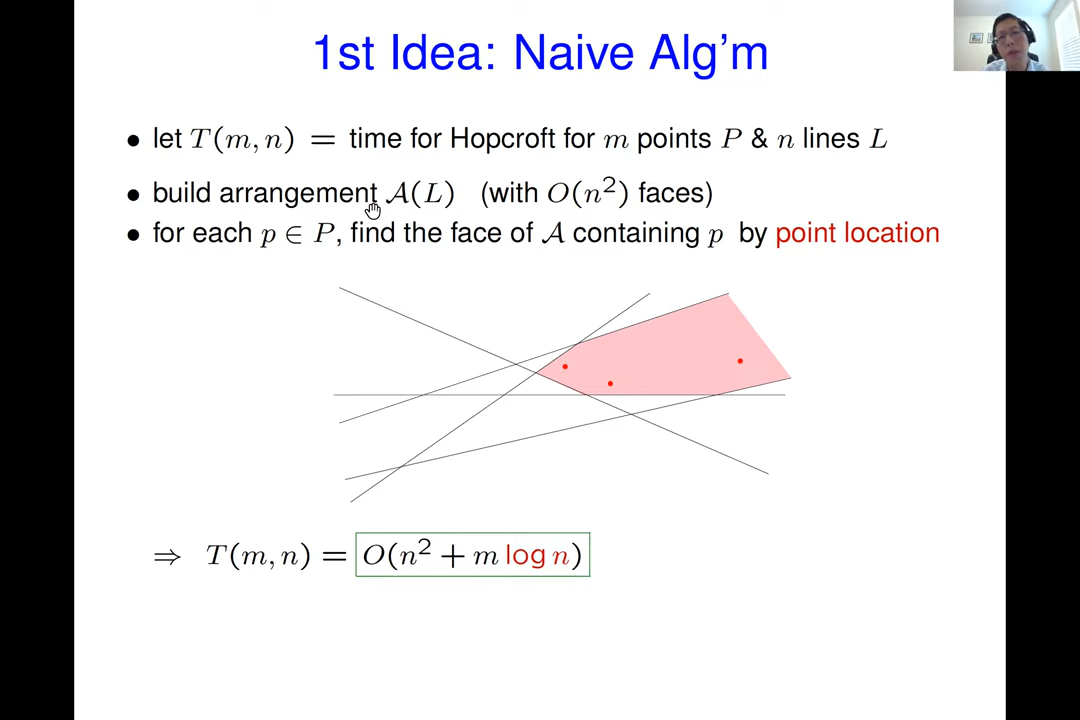 1st Idea: Naive Alg'm
• let T(m, n) = time for Hopcroft for m points P & n lines L
• build arrangement A(L) (with O(n²) faces)
• for each p ∈ P, find the face of A containing p by point location
⇒ T(m, n) = O(n² + m log n)